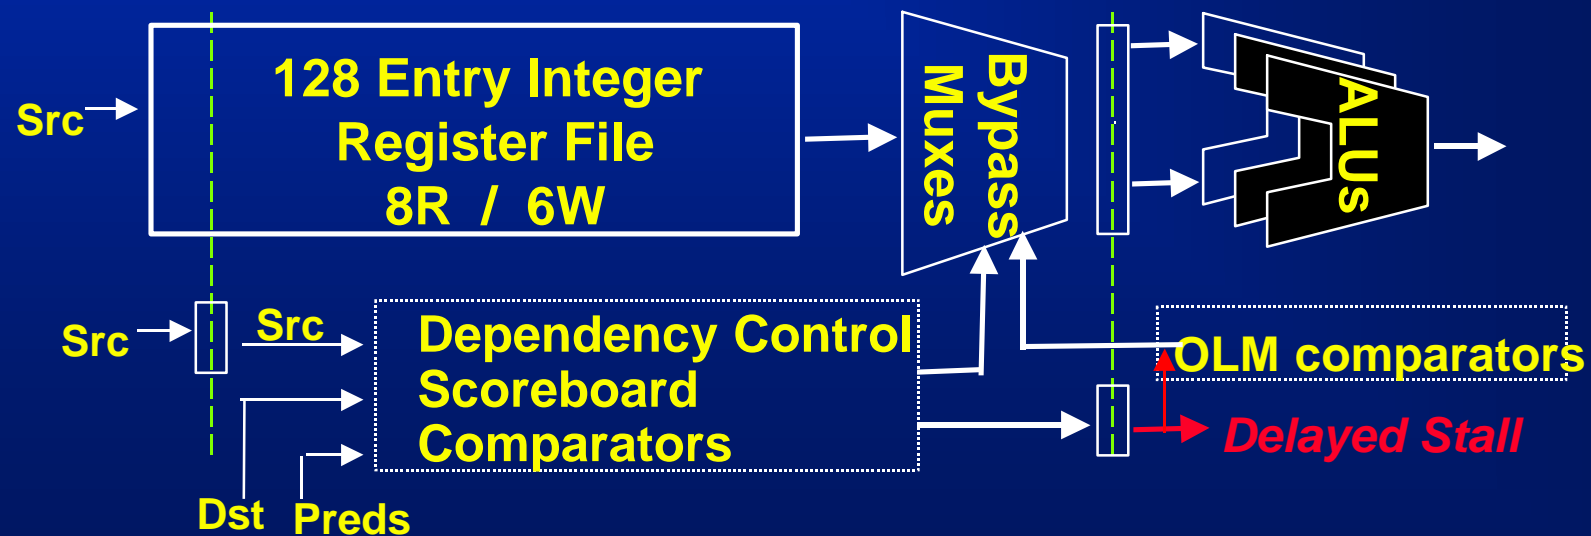 Src
128 Entry Integer
Register File
8R / 6W
Bypass
Muxes
ALUs
Src
Src
Dependency Control
Scoreboard
Comparators
OLM comparators
Delayed Stall
Dst
Preds